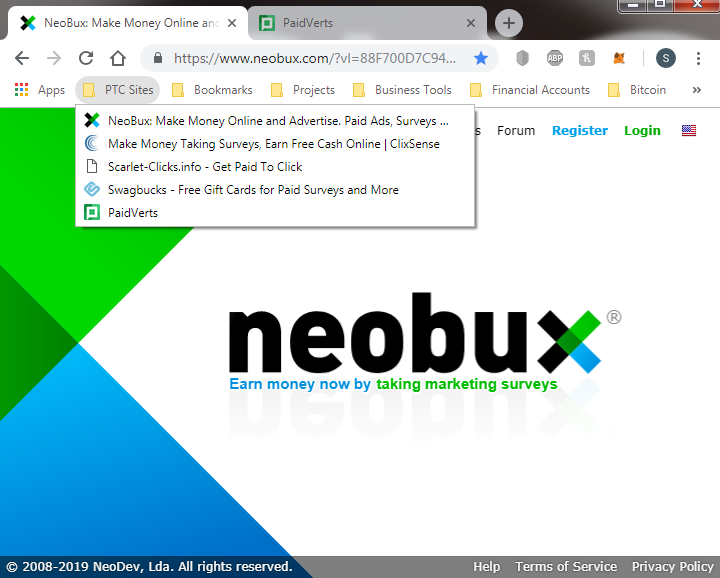 NeoBux: Make Money Online and
PaidVerts
https://www.neobux.com/?vl=88F700D7C94...
ABP
S
Apps
PTC Sites
Bookmarks
Projects
Business Tools
Financial Accounts
Bitcoin
»
NeoBux: Make Money Online and Advertise. Paid Ads, Surveys ...
Make Money Taking Surveys, Earn Free Cash Online | ClixSense
Scarlet-Clicks.info - Get Paid To Click
Swagbucks - Free Gift Cards for Paid Surveys and More
PaidVerts
s Forum Register Login
neobux®
Earn money now by taking marketing surveys
© 2008-2019 NeoDev, Lda. All rights reserved. Help Terms of Service Privacy Policy